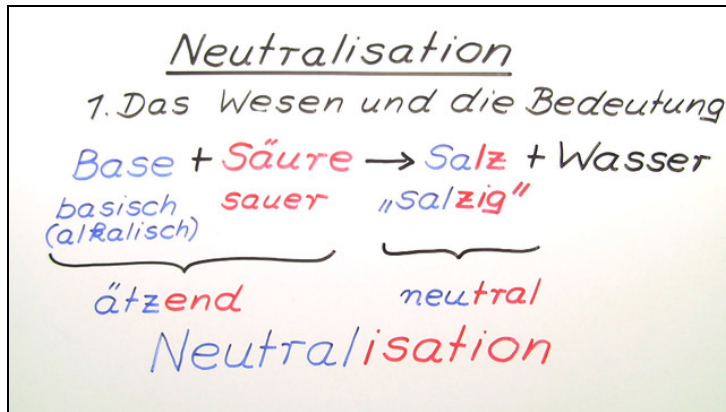 Neutralisation
1. Das Wesen und die Bedeutung
Base + Säure → Salz + Wasser
basisch sauer „salzig"
(alkalisch)
ätzend neutral
Neutralisation